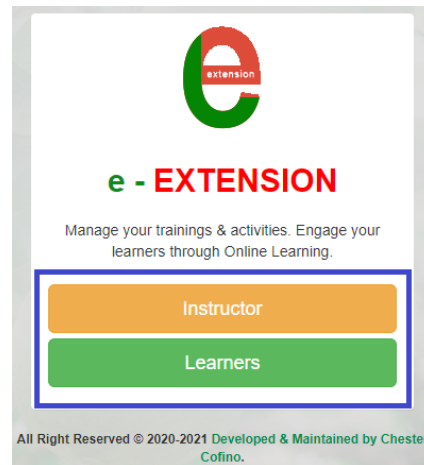 extension
e - EXTENSION
Manage your trainings & activities. Engage your
learners through Online Learning.
Instructor
Learners
All Right Reserved © 2020-2021 Developed & Maintained by Cheste
Cofino.